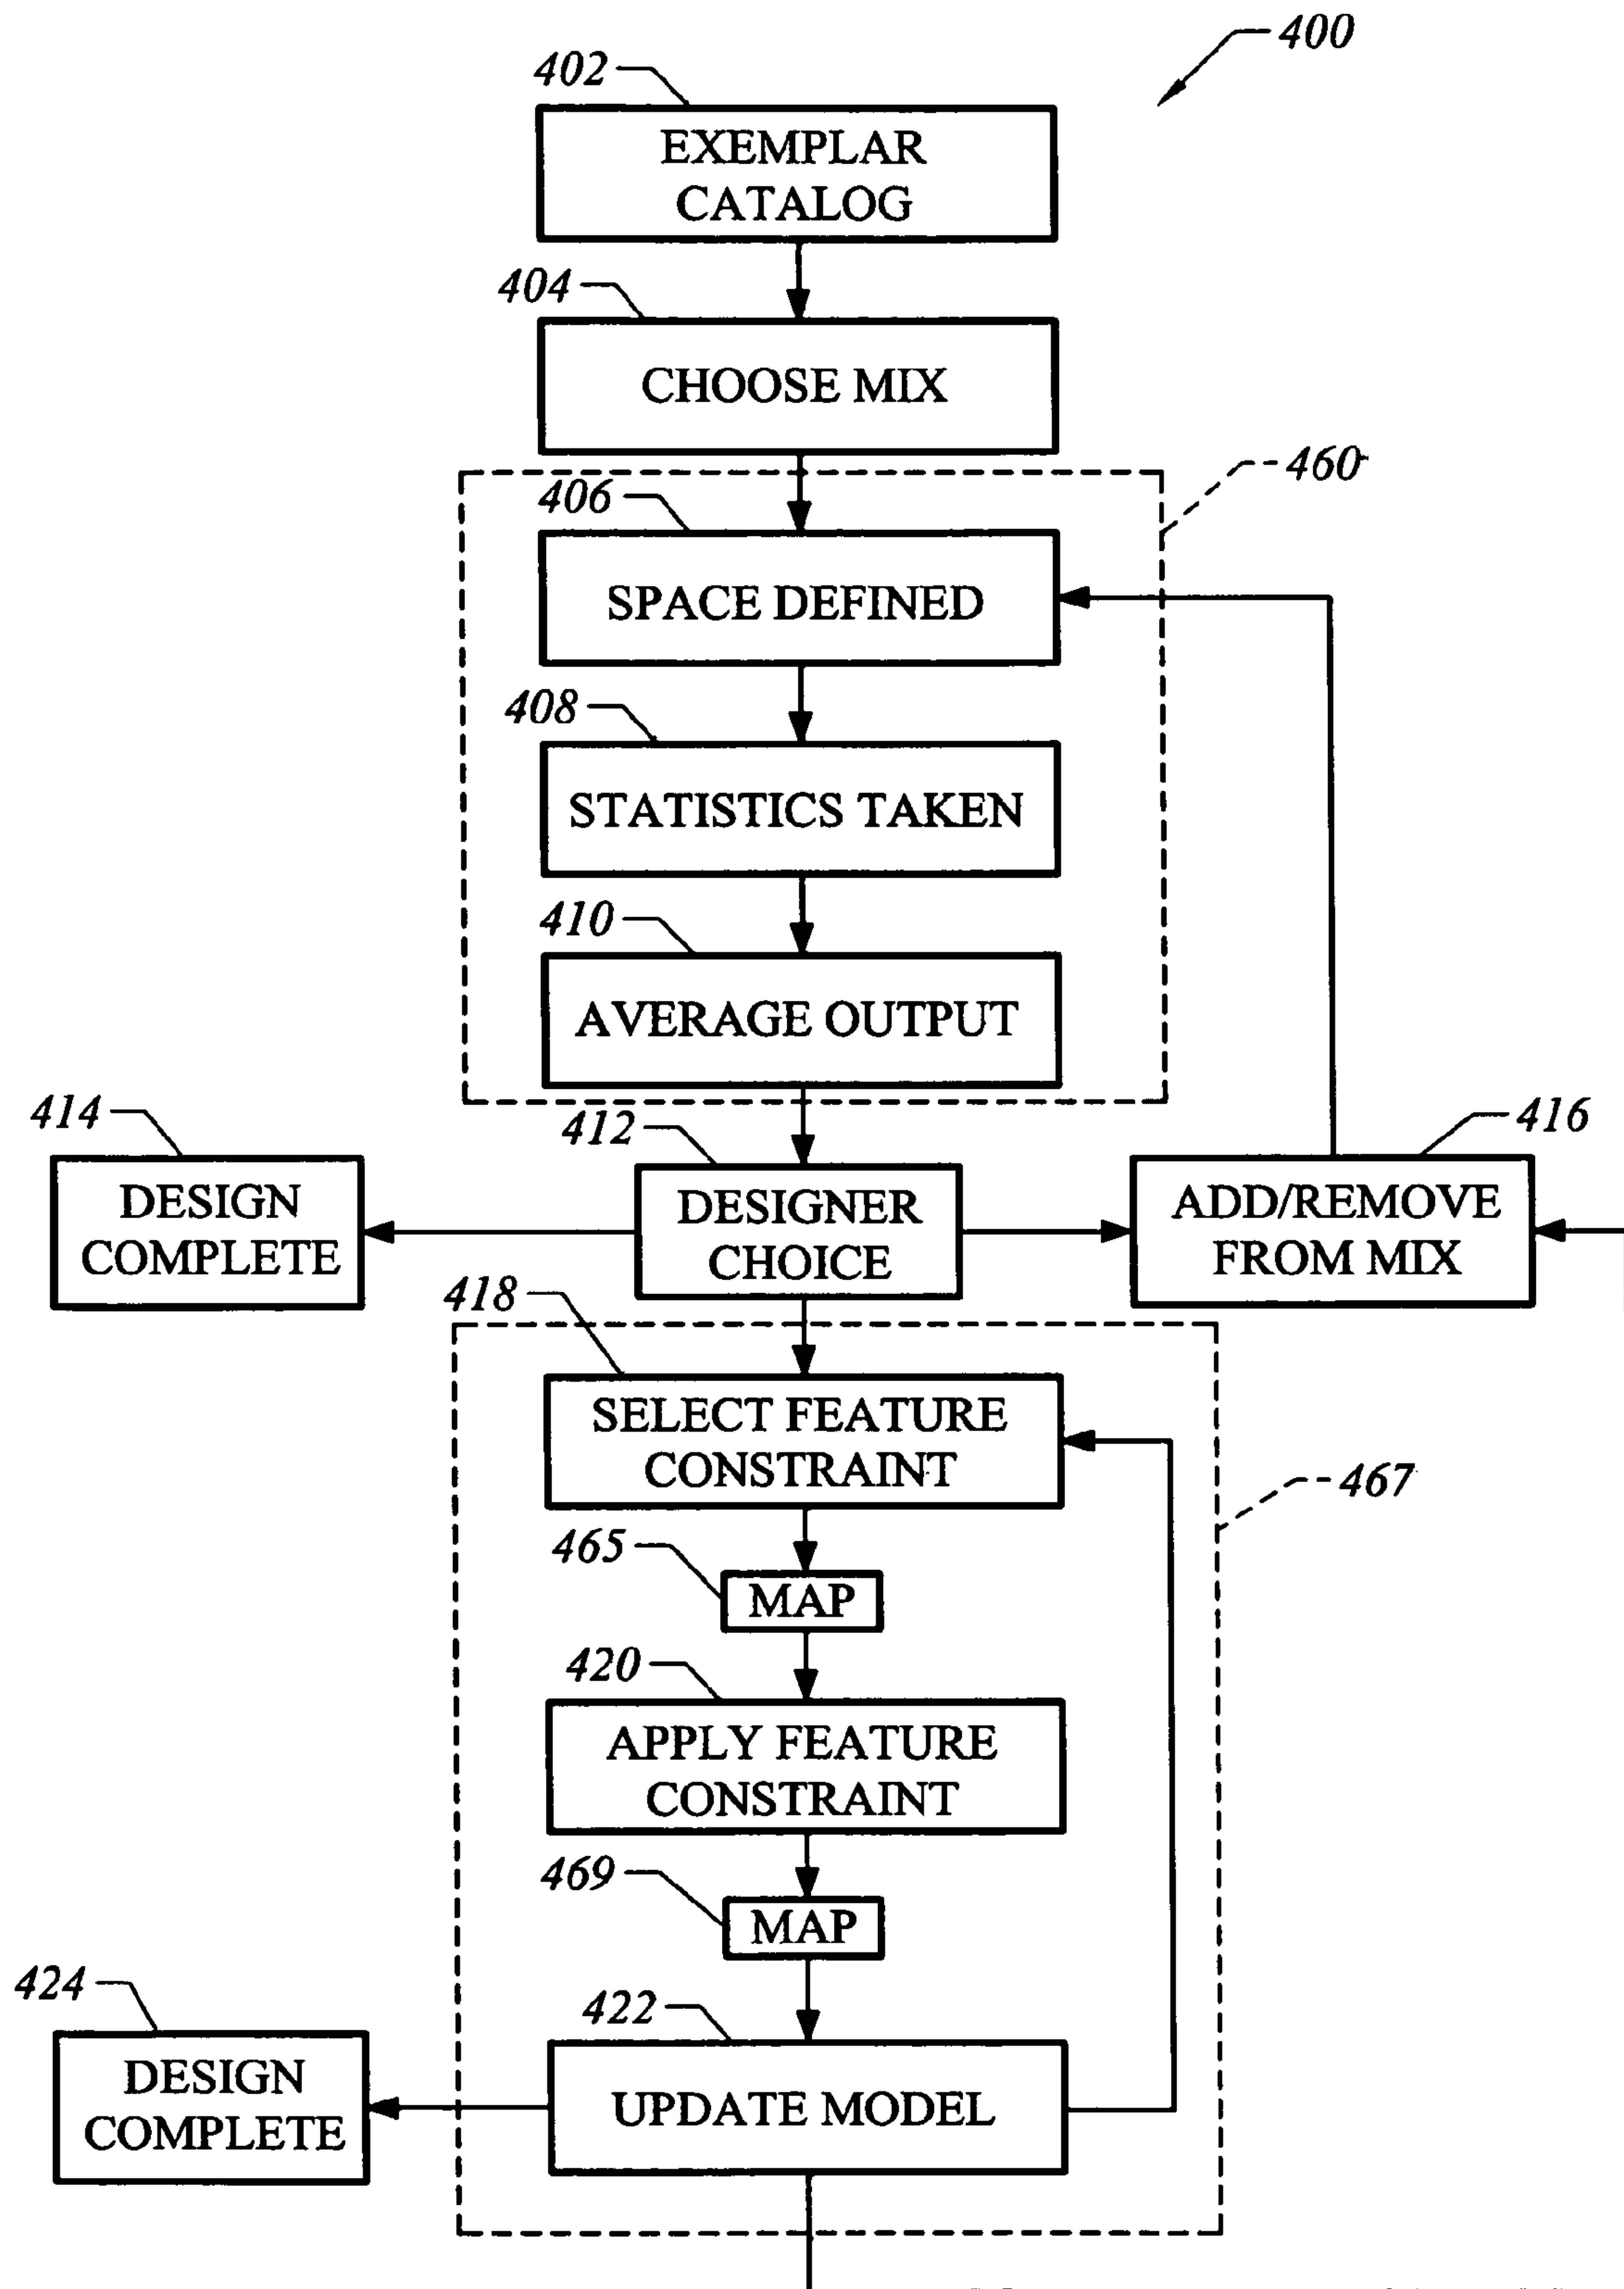 400
402
EXEMPLAR
CATALOG
404
CHOOSE MIX
460
406
SPACE DEFINED
408
STATISTICS TAKEN
410
AVERAGE OUTPUT
414
DESIGN
COMPLETE
412
DESIGNER
CHOICE
416
ADD/REMOVE
FROM MIX
418
SELECT FEATURE
CONSTRAINT
467
465
MAP
420
APPLY FEATURE
CONSTRAINT
469
MAP
424
DESIGN
COMPLETE
422
UPDATE MODEL